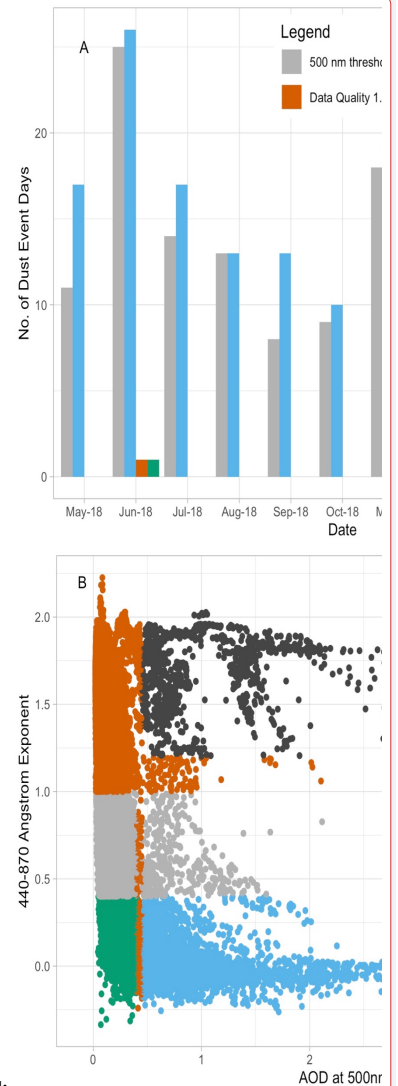 A
Legend
500 nm
Data Quality 1.
No. of Dust Event Days
20
10
0
May-18 Jun-18 Jul-18 Aug-18 Sep-18 Oct-18 M
Date
B
440-870 Angstrom Exponent
2.0
1.5
1.0
0.5
0.0
0 1 2
AOD at